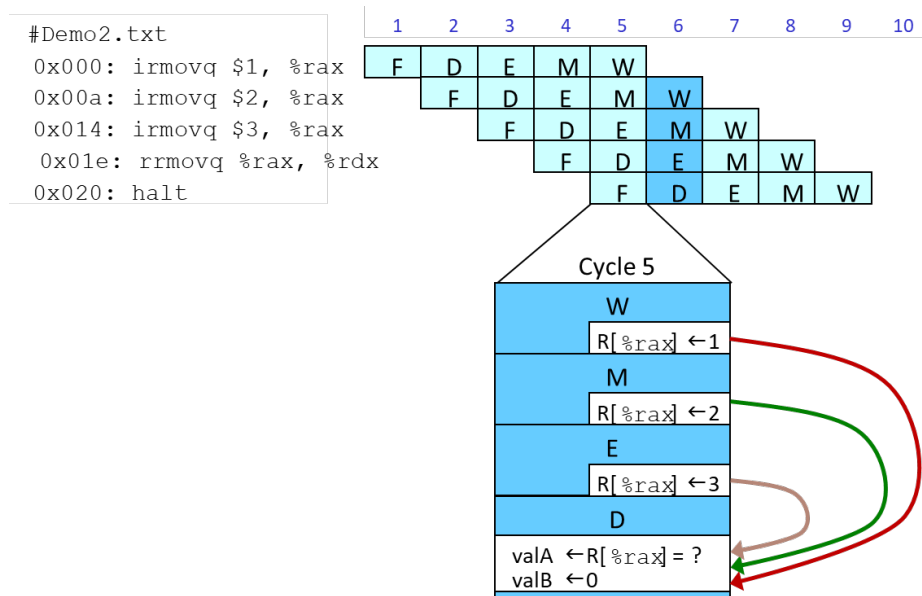 1 2 3 4 5 6 7 8 9 10
#Demo2.txt
0x000: irmovq $1, %rax
F D E M W
0x00a: irmovq $2, %rax
F D E M W
0x014: irmovq $3, %rax
F D E M W
0x01e: rrmovq %rax, %rdx
F D E M W
0x020: halt
F D E M W
Cycle 5
W
R[%rax] ←1
M
R[%rax] ←2
E
R[%rax] ←3
D
valA ←R[%rax] = ?
valB ←0